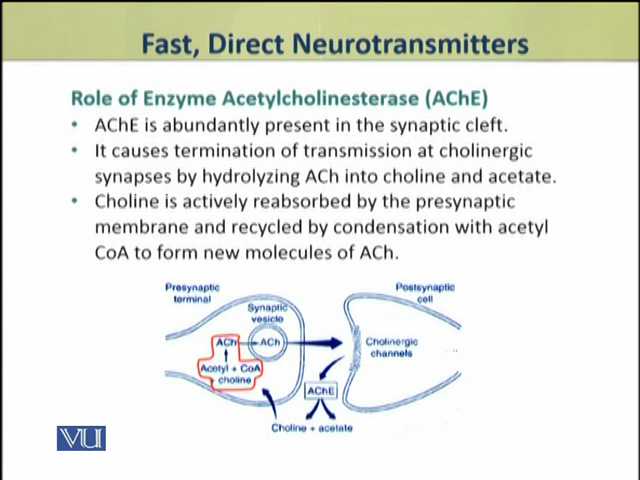 Fast, Direct Neurotransmitters
Role of Enzyme Acetylcholinesterase (AChE)
• AChE is abundantly present in the synaptic cleft.
• It causes termination of transmission at cholinergic
synapses by hydrolyzing ACh into choline and acetate.
• Choline is actively reabsorbed by the presynaptic
membrane and recycled by condensation with acetyl
CoA to form new molecules of ACh.
Presynaptic
terminal
Synaptic
vesicle
Postsynaptic
cell
ACh
ACh
Cholinergic
channels
Acetyl + CoA
choline
AChE
Choline + acetate
VU